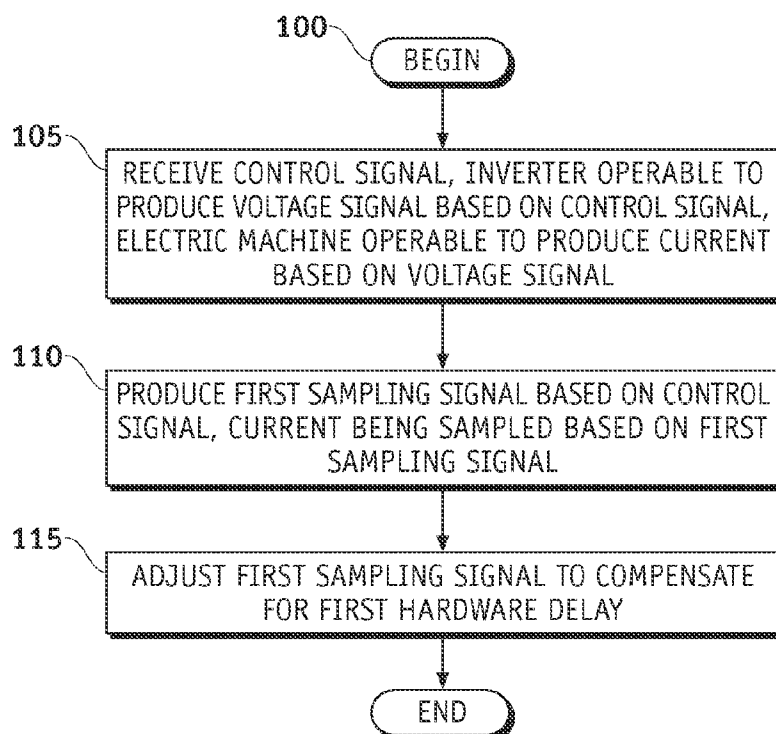 100
BEGIN
105
RECEIVE CONTROL SIGNAL, INVERTER OPERABLE TO
PRODUCE VOLTAGE SIGNAL BASED ON CONTROL SIGNAL,
ELECTRIC MACHINE OPERABLE TO PRODUCE CURRENT
BASED ON VOLTAGE SIGNAL
110
PRODUCE FIRST SAMPLING SIGNAL BASED ON CONTROL
SIGNAL, CURRENT BEING SAMPLED BASED ON FIRST
SAMPLING SIGNAL
115
ADJUST FIRST SAMPLING SIGNAL TO COMPENSATE
FOR FIRST HARDWARE DELAY
END